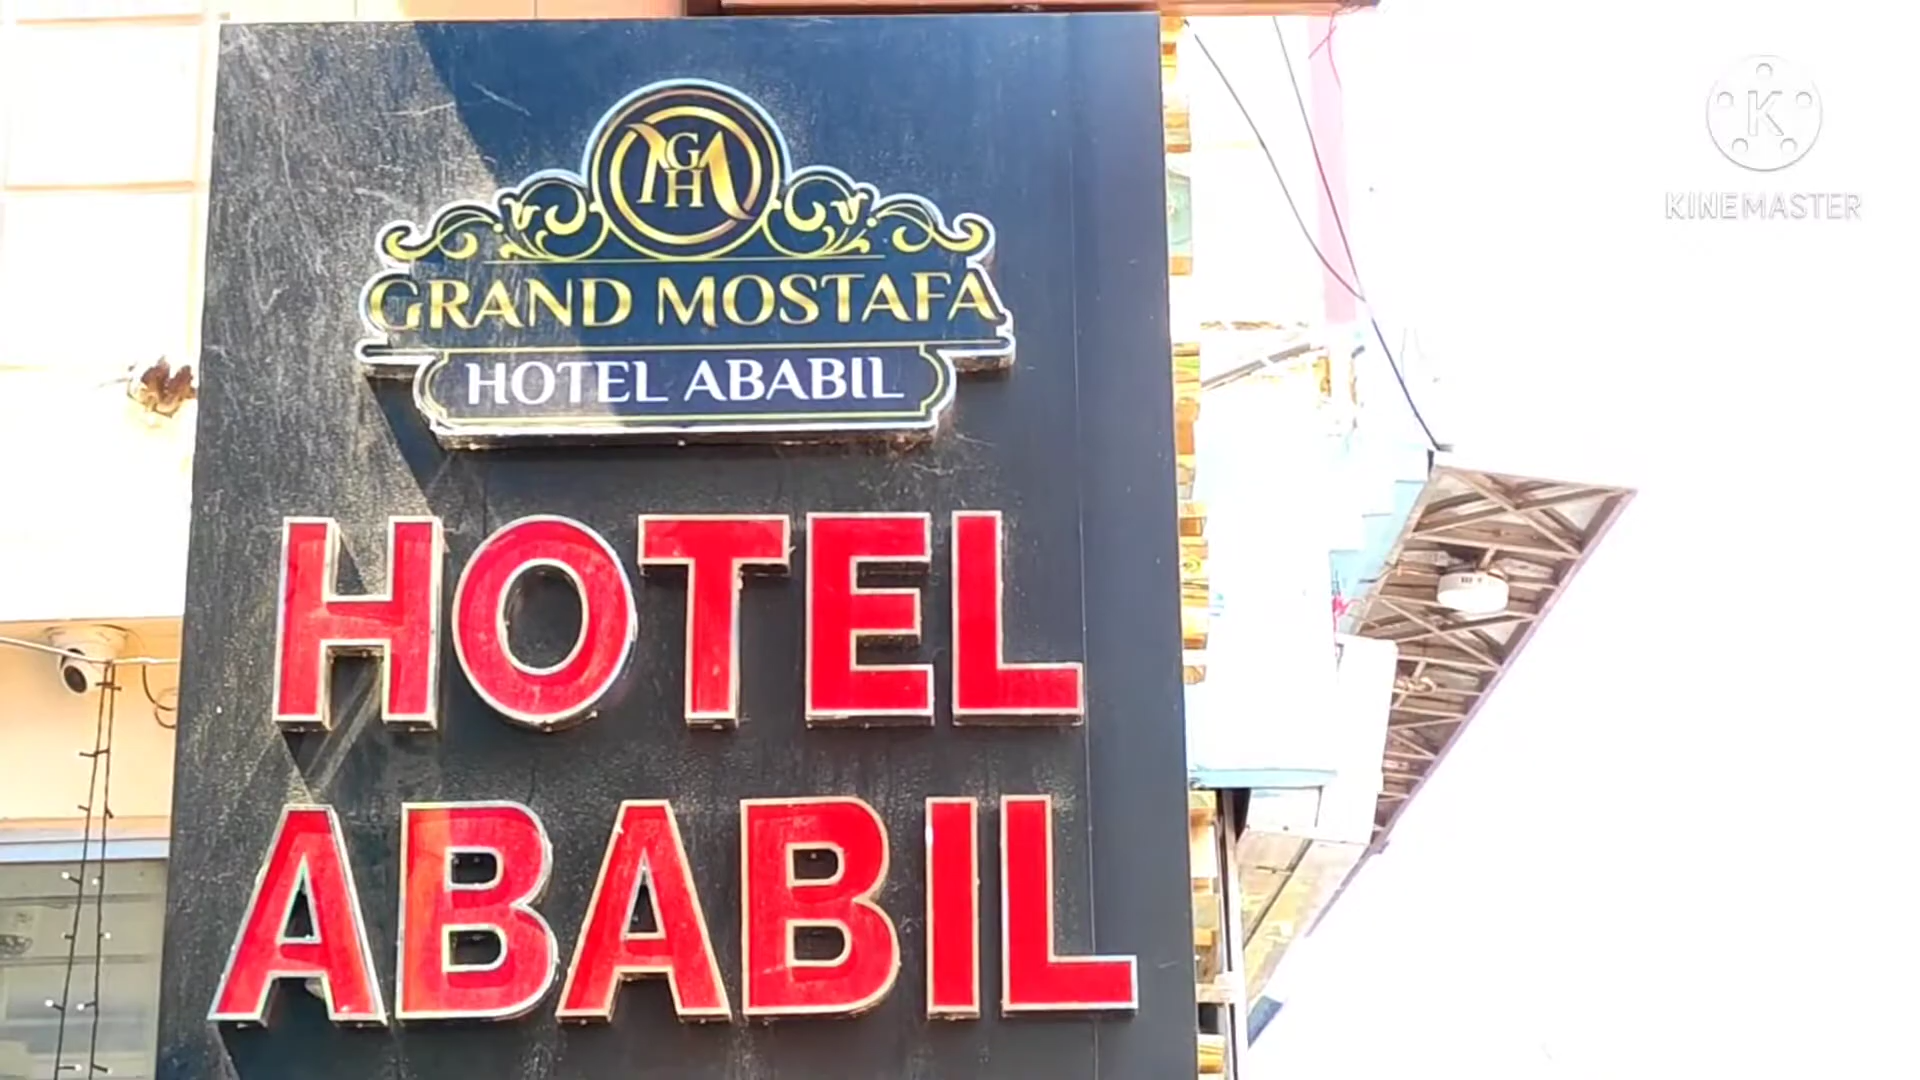 GHM
GRAND MOSTAFA
HOTEL ABABIL
HOTEL
ABABIL
K
KINEMASTER